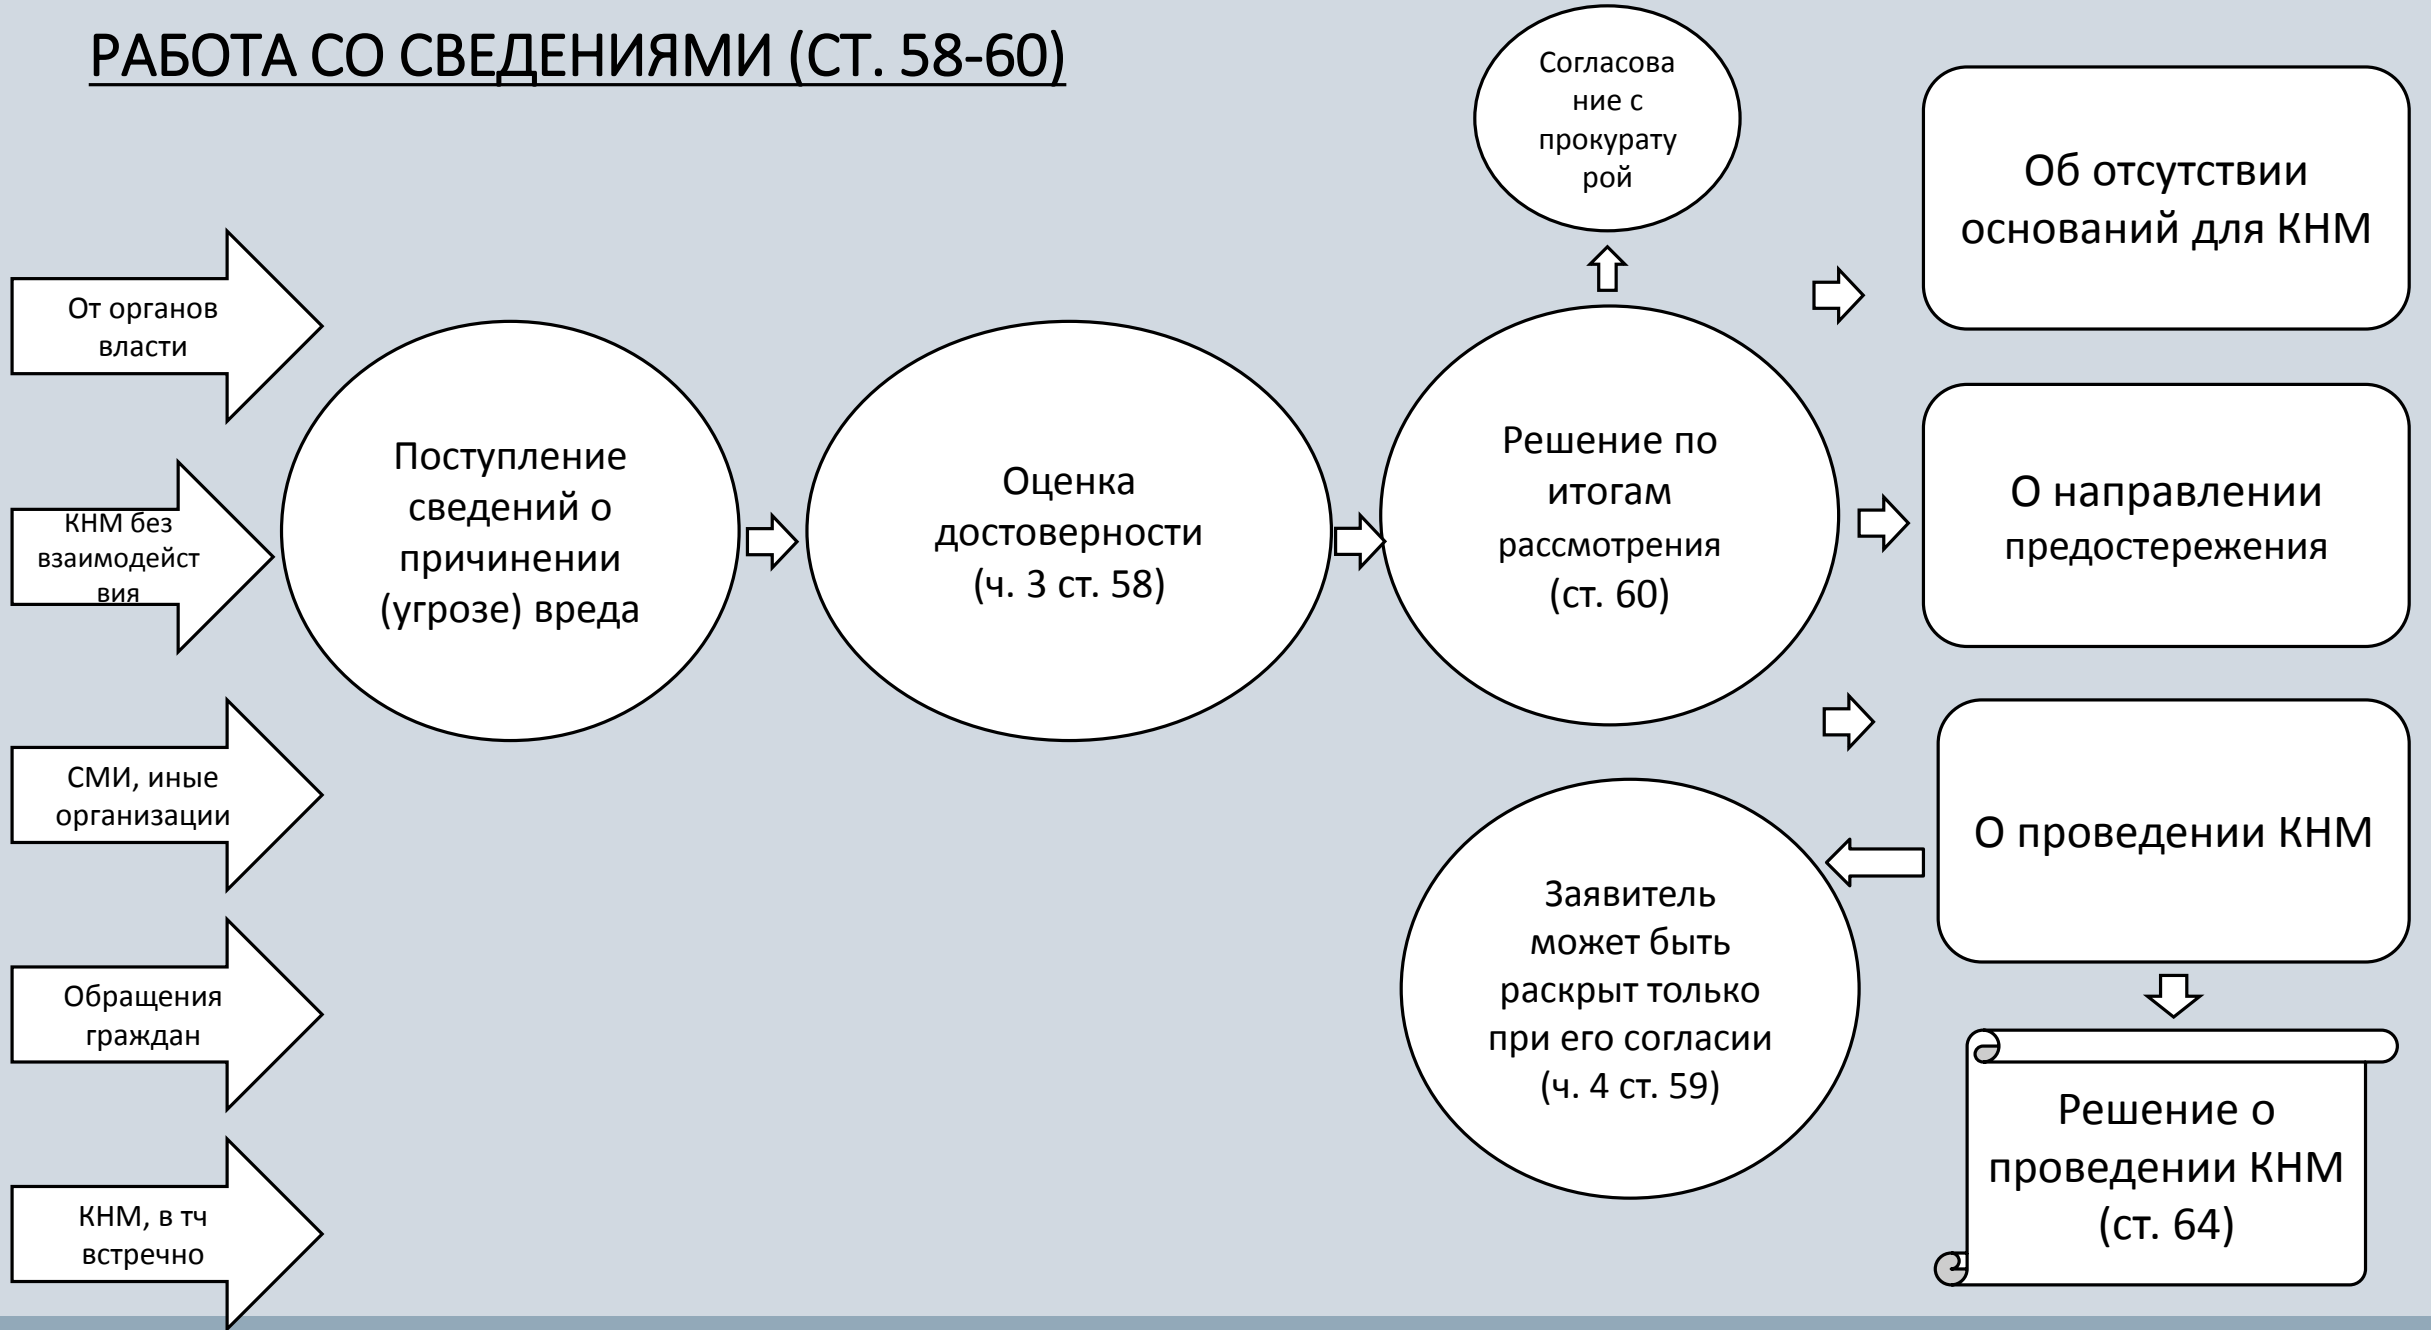 РАБОТА СО СВЕДЕНИЯМИ (СТ. 58-60)
От органов
власти
КНМ без
взаимодейст
вия
СМИ, иные
организации
Обращения
граждан
КНМ, в тч
встречно
Поступление
сведений о
причинении
(угрозе) вреда
Оценка
достоверности
(ч. 3 ст. 58)
Согласова
ние с
прокурату
рой
Решение по
итогам
рассмотрения
(ст. 60)
Об отсутствии
оснований для КНМ
О направлении
предостережения
О проведении КНМ
Заявитель
может быть
раскрыт только
при его согласии
(ч. 4 ст. 59)
Решение о
проведении КНМ
(ст. 64)